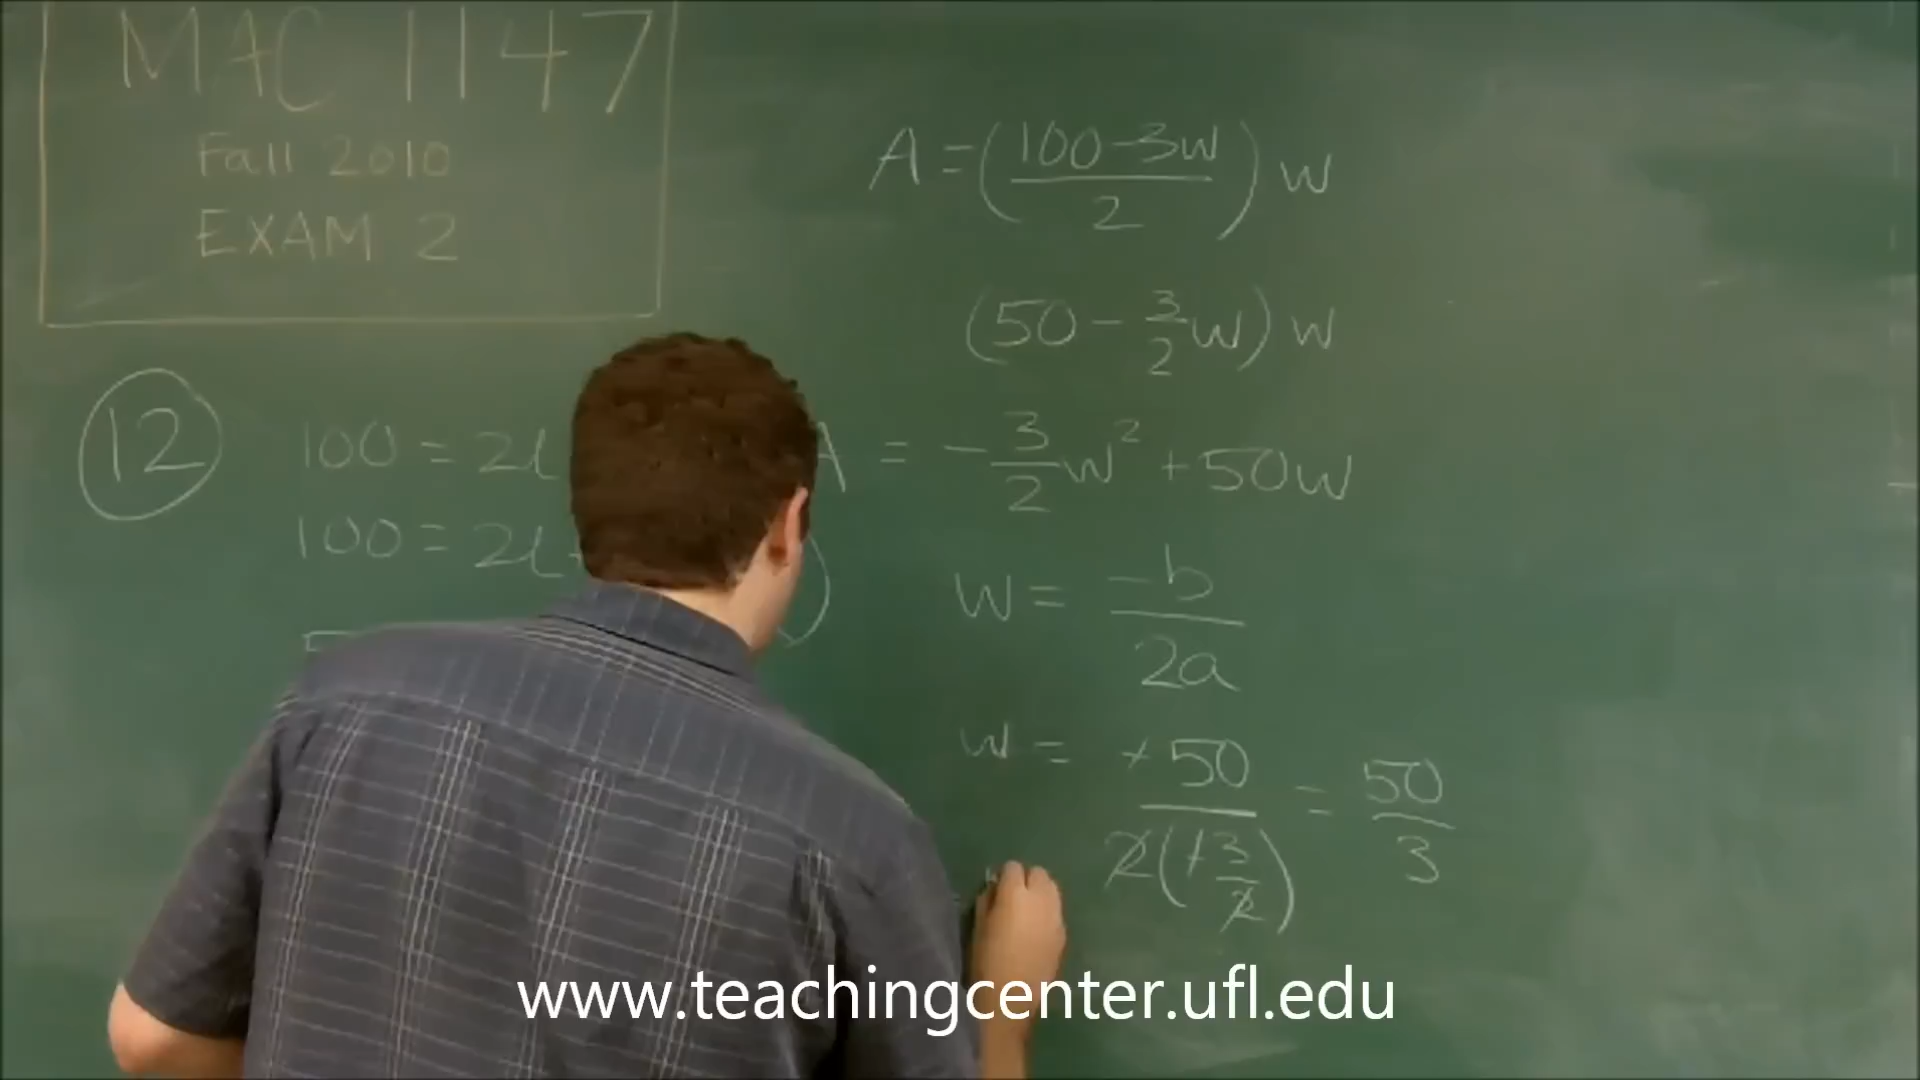 MAC 1147
Fall 2010
EXAM 2
12
100 = 2l
100 = 2l
A = (100-3w/2) w
(50 - 3/2 w) w
A = -3/2 w² + 50w
W = -b/2a
w = +50/2(+3/2) = 50/3
www.teachingcenter.ufl.edu